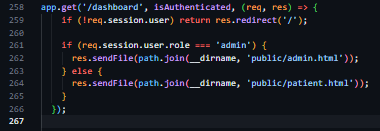 258 app.get('/dashboard', isAuthenticated, (req, res) => {
259 if (!req.session.user) return res.redirect('/');
260
261 if (req.session.user.role === 'admin') {
262 res.sendFile(path.join(__dirname, 'public/admin.html'));
263 } else {
264 res.sendFile(path.join(__dirname, 'public/patient.html'));
265 }
266 });
267